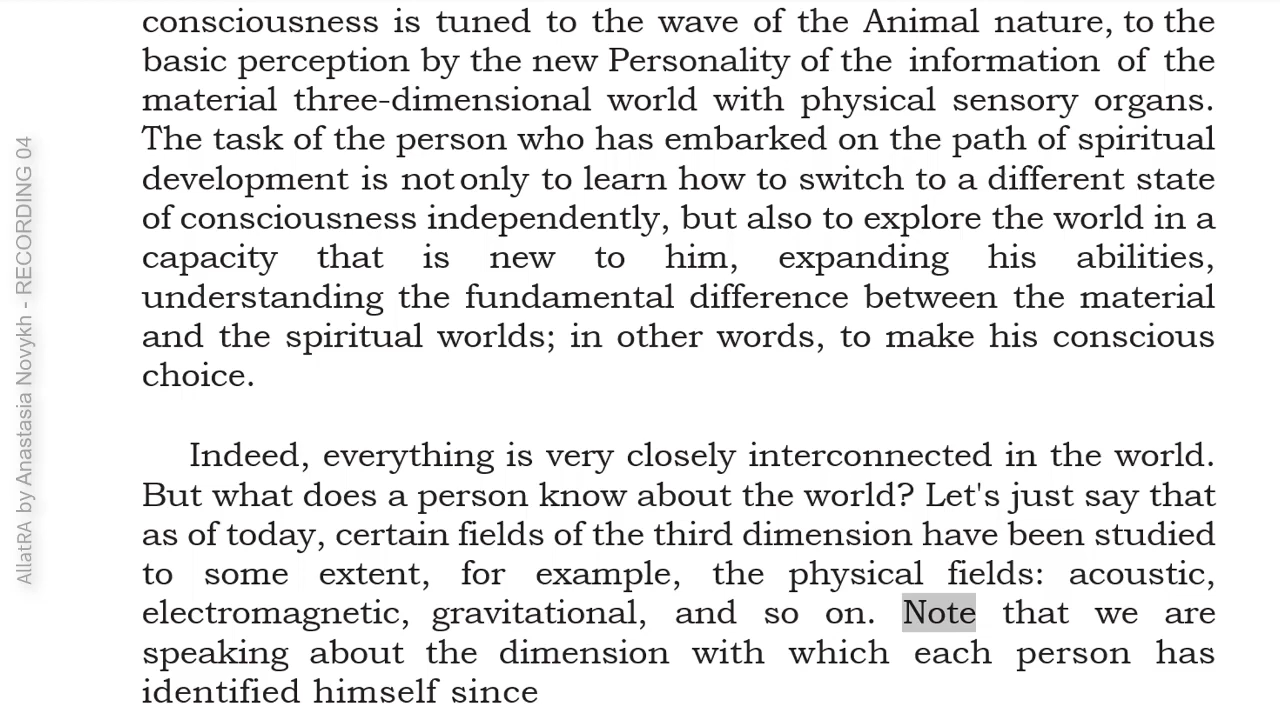 consciousness is tuned to the wave of the Animal nature, to the
basic perception by the new Personality of the information of the
material three-dimensional world with physical sensory organs.
The task of the person who has embarked on the path of spiritual
development is not only to learn how to switch to a different state
of consciousness independently, but also to explore the world in a
capacity that is new to him, expanding his abilities,
understanding the fundamental difference between the material
and the spiritual worlds; in other words, to make his conscious
choice.
Indeed, everything is very closely interconnected in the world.
But what does a person know about the world? Let's just say that
as of today, certain fields of the third dimension have been studied
to some extent, for example, the physical fields: acoustic,
electromagnetic, gravitational, and so on. Note that we are
speaking about the dimension with which each person has
identified himself since
AllatRA by Anastasia Novykh - RECORDING 04